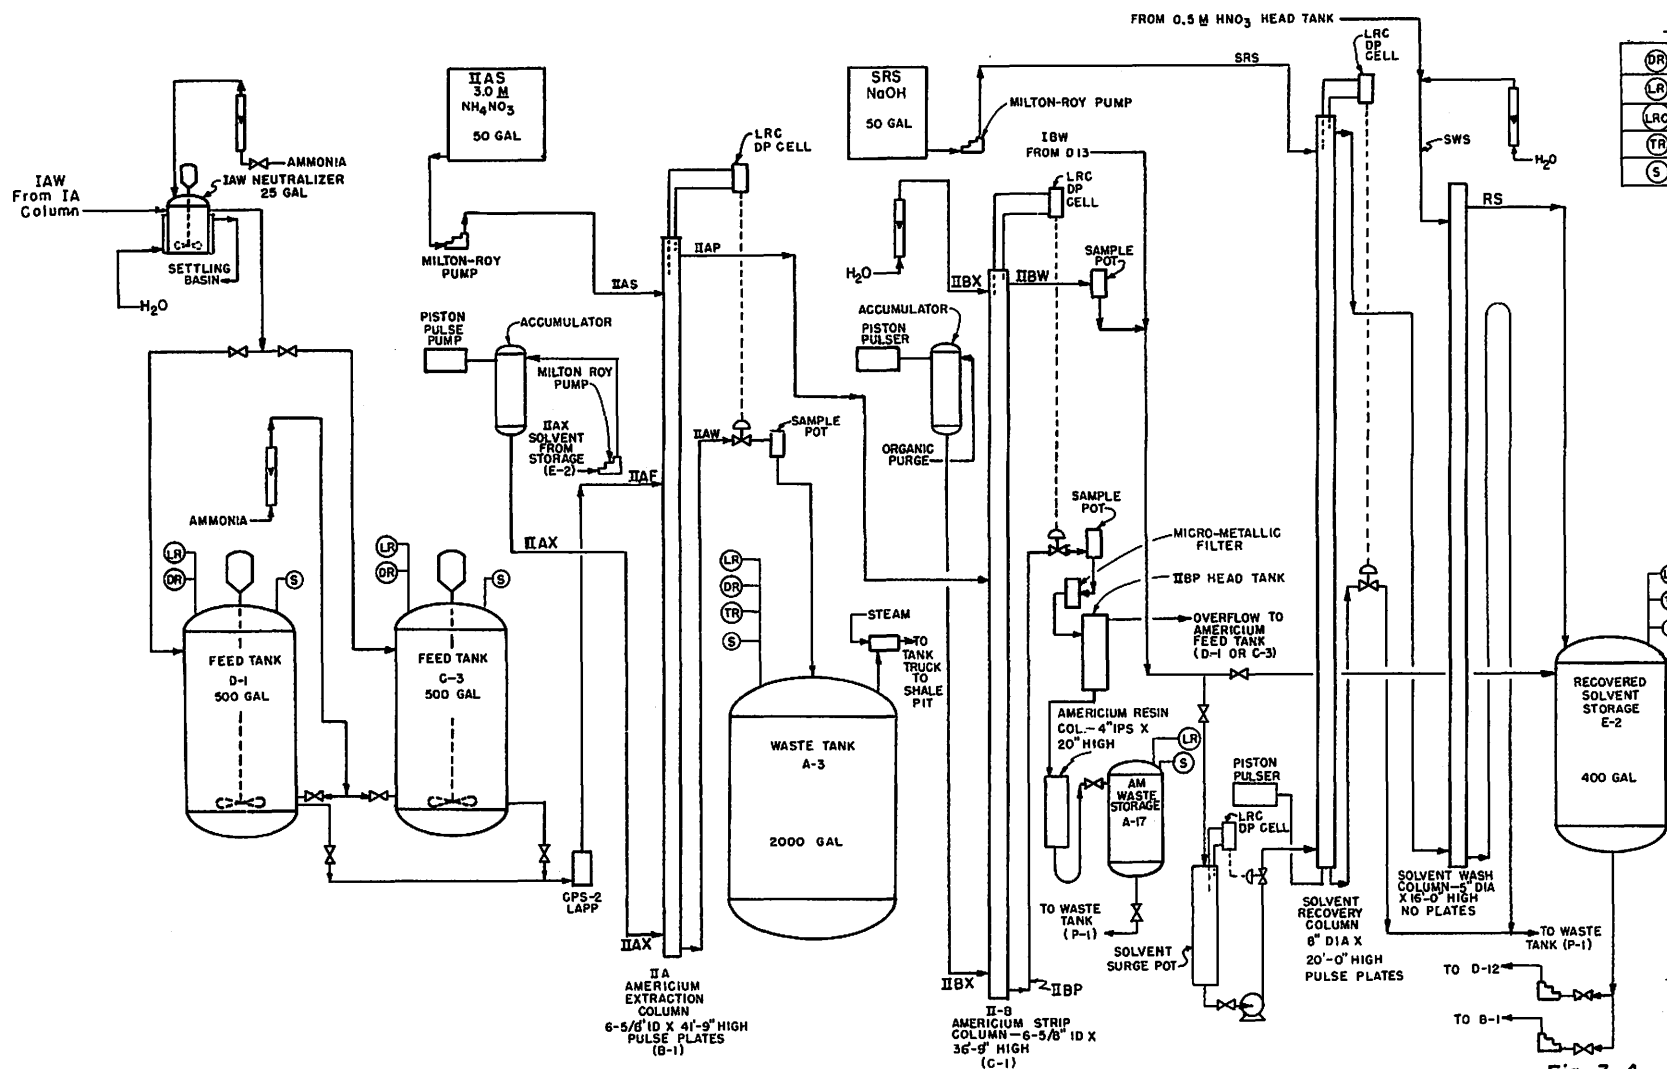 FROM 0.5 M HNO3 HEAD TANK
LRC
DP
CELL
SRS
DR
LR
LRC
TR
S
IIAS
3.0 M
NH4NO3
50 GAL
SRS
NaOH
50 GAL
MILTON-ROY PUMP
IBW
FROM D13
SWS
H2O
AMMONIA
IAW NEUTRALIZER
25 GAL
IAW
From IA
Column
SETTLING
BASIN
H2O
LRC
DP CELL
LRC
DP
CELL
RS
MILTON-ROY
PUMP
IIAS
IIAP
H2O
IIBX
IIBW
SAMPLE
POT
PISTON
PULSE
PUMP
ACCUMULATOR
MILTON ROY
PUMP
ACCUMULATOR
PISTON
PULSER
ORGANIC
PURGE
IIAX
SOLVENT
FROM
STORAGE
(E-2)
IIAW
SAMPLE
POT
IIAF
AMMONIA
IIAX
SAMPLE
POT
MICRO-METALLIC
FILTER
IIBP HEAD TANK
LR
DR
S
LR
DR
S
LR
DR
TR
S
STEAM
TO
TANK
TRUCK
TO
SHALE
PIT
OVERFLOW TO
AMERICIUM
FEED TANK
(D-1 OR C-3)
FEED TANK
D-1
500 GAL
FEED TANK
C-3
500 GAL
WASTE TANK
A-3
2000 GAL
AMERICIUM RESIN
COL.-4"IPS X
20"HIGH
LR
S
AM
WASTE
STORAGE
A-17
PISTON
PULSER
LRC
DP CELL
RECOVERED
SOLVENT
STORAGE
E-2
400 GAL
CPS-2
LAPP
IIAX
IIA
AMERICIUM
EXTRACTION
COLUMN
6-5/8"ID X 41'-9"HIGH
PULSE PLATES
(B-1)
IIBX
IIBP
II-B
AMERICIUM STRIP
COLUMN-6-5/8" ID X
36'-9" HIGH
(C-1)
TO WASTE
TANK
(P-1)
SOLVENT
SURGE POT
SOLVENT
RECOVERY
COLUMN
8" DIA X
20'-0" HIGH
PULSE PLATES
SOLVENT WASH
COLUMN-5" DIA
X 16'-0" HIGH
NO PLATES
TO WASTE
TANK (P-1)
TO D-12
TO B-1